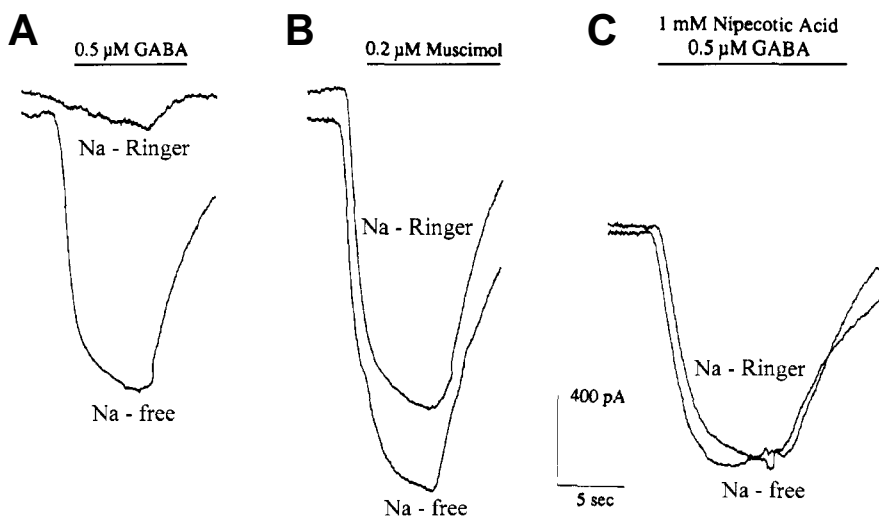 A
0.5 μM GABA
Na - Ringer
Na - free
B
0.2 μM Muscimol
Na - Ringer
Na - free
C
1 mM Nipecotic Acid
0.5 μM GABA
Na - Ringer
Na - free
400 pA
5 sec